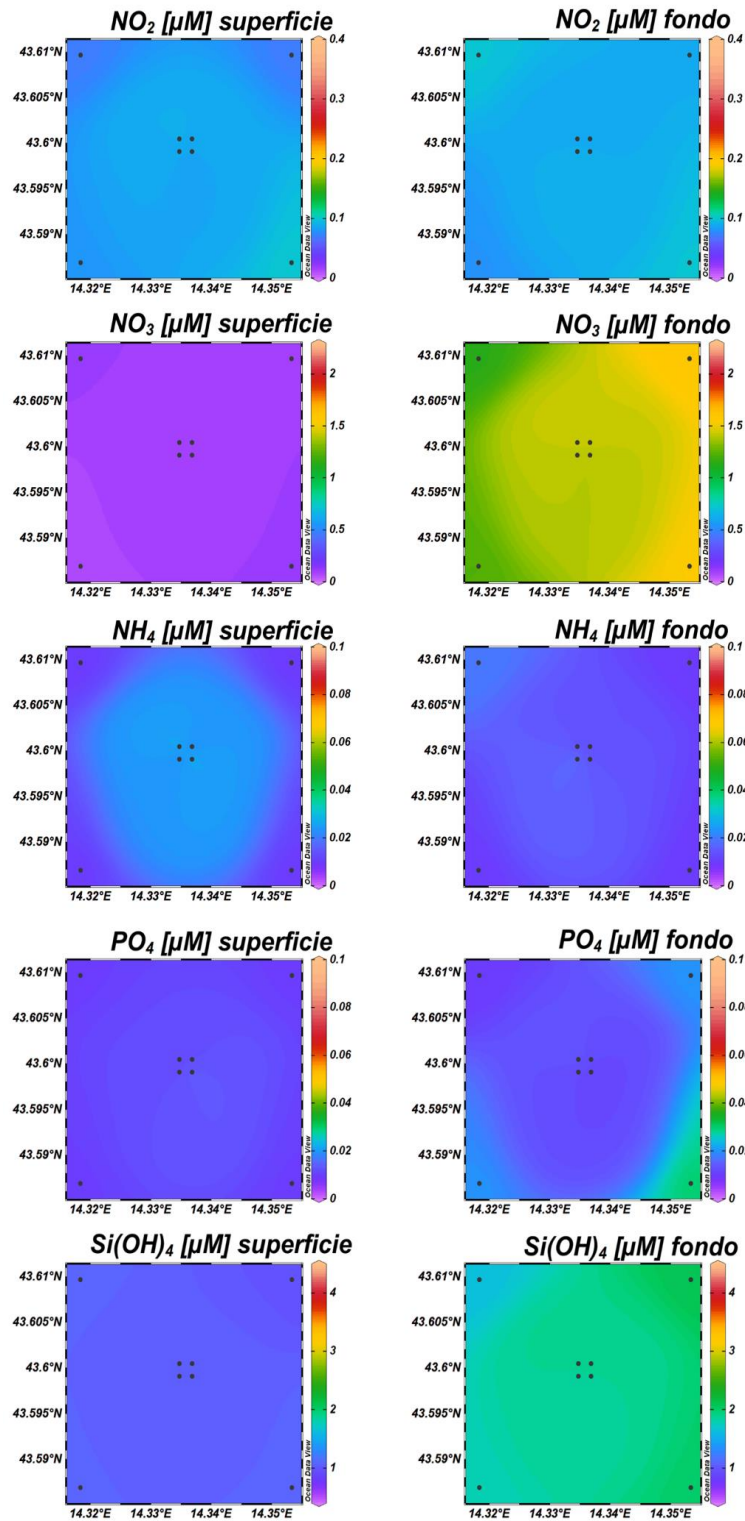 NO₂ [µM] superficie
43.61°N
43.605°N
43.6°N
43.595°N
43.59°N
14.32°E 14.33°E 14.34°E 14.35°E
0.4
0.3
0.2
0.1
0
Ocean Data View
NO₂ [µM] fondo
43.61°N
43.605°N
43.6°N
43.595°N
43.59°N
14.32°E 14.33°E 14.34°E 14.35°E
0.4
0.3
0.2
0.1
0
Ocean Data View
NO₃ [µM] superficie
43.61°N
43.605°N
43.6°N
43.595°N
43.59°N
14.32°E 14.33°E 14.34°E 14.35°E
2
1.5
1
0.5
0
Ocean Data View
NO₃ [µM] fondo
43.61°N
43.605°N
43.6°N
43.595°N
43.59°N
14.32°E 14.33°E 14.34°E 14.35°E
2
1.5
1
0.5
0
Ocean Data View
NH₄ [µM] superficie
43.61°N
43.605°N
43.6°N
43.595°N
43.59°N
14.32°E 14.33°E 14.34°E 14.35°E
0.1
0.08
0.06
0.04
0.02
0
Ocean Data View
NH₄ [µM] fondo
43.61°N
43.605°N
43.6°N
43.595°N
43.59°N
14.32°E 14.33°E 14.34°E 14.35°E
0.1
0.08
0.06
0.04
0.02
0
Ocean Data View
PO₄ [µM] superficie
43.61°N
43.605°N
43.6°N
43.595°N
43.59°N
14.32°E 14.33°E 14.34°E 14.35°E
0.1
0.08
0.06
0.04
0.02
0
Ocean Data View
PO₄ [µM] fondo
43.61°N
43.605°N
43.6°N
43.595°N
43.59°N
14.32°E 14.33°E 14.34°E 14.35°E
0.1
0.08
0.06
0.04
0.02
0
Ocean Data View
Si(OH)₄ [µM] superficie
43.61°N
43.605°N
43.6°N
43.595°N
43.59°N
14.32°E 14.33°E 14.34°E 14.35°E
4
3
2
1
Ocean Data View
Si(OH)₄ [µM] fondo
43.61°N
43.605°N
43.6°N
43.595°N
43.59°N
14.32°E 14.33°E 14.34°E 14.35°E
4
3
2
1
Ocean Data View